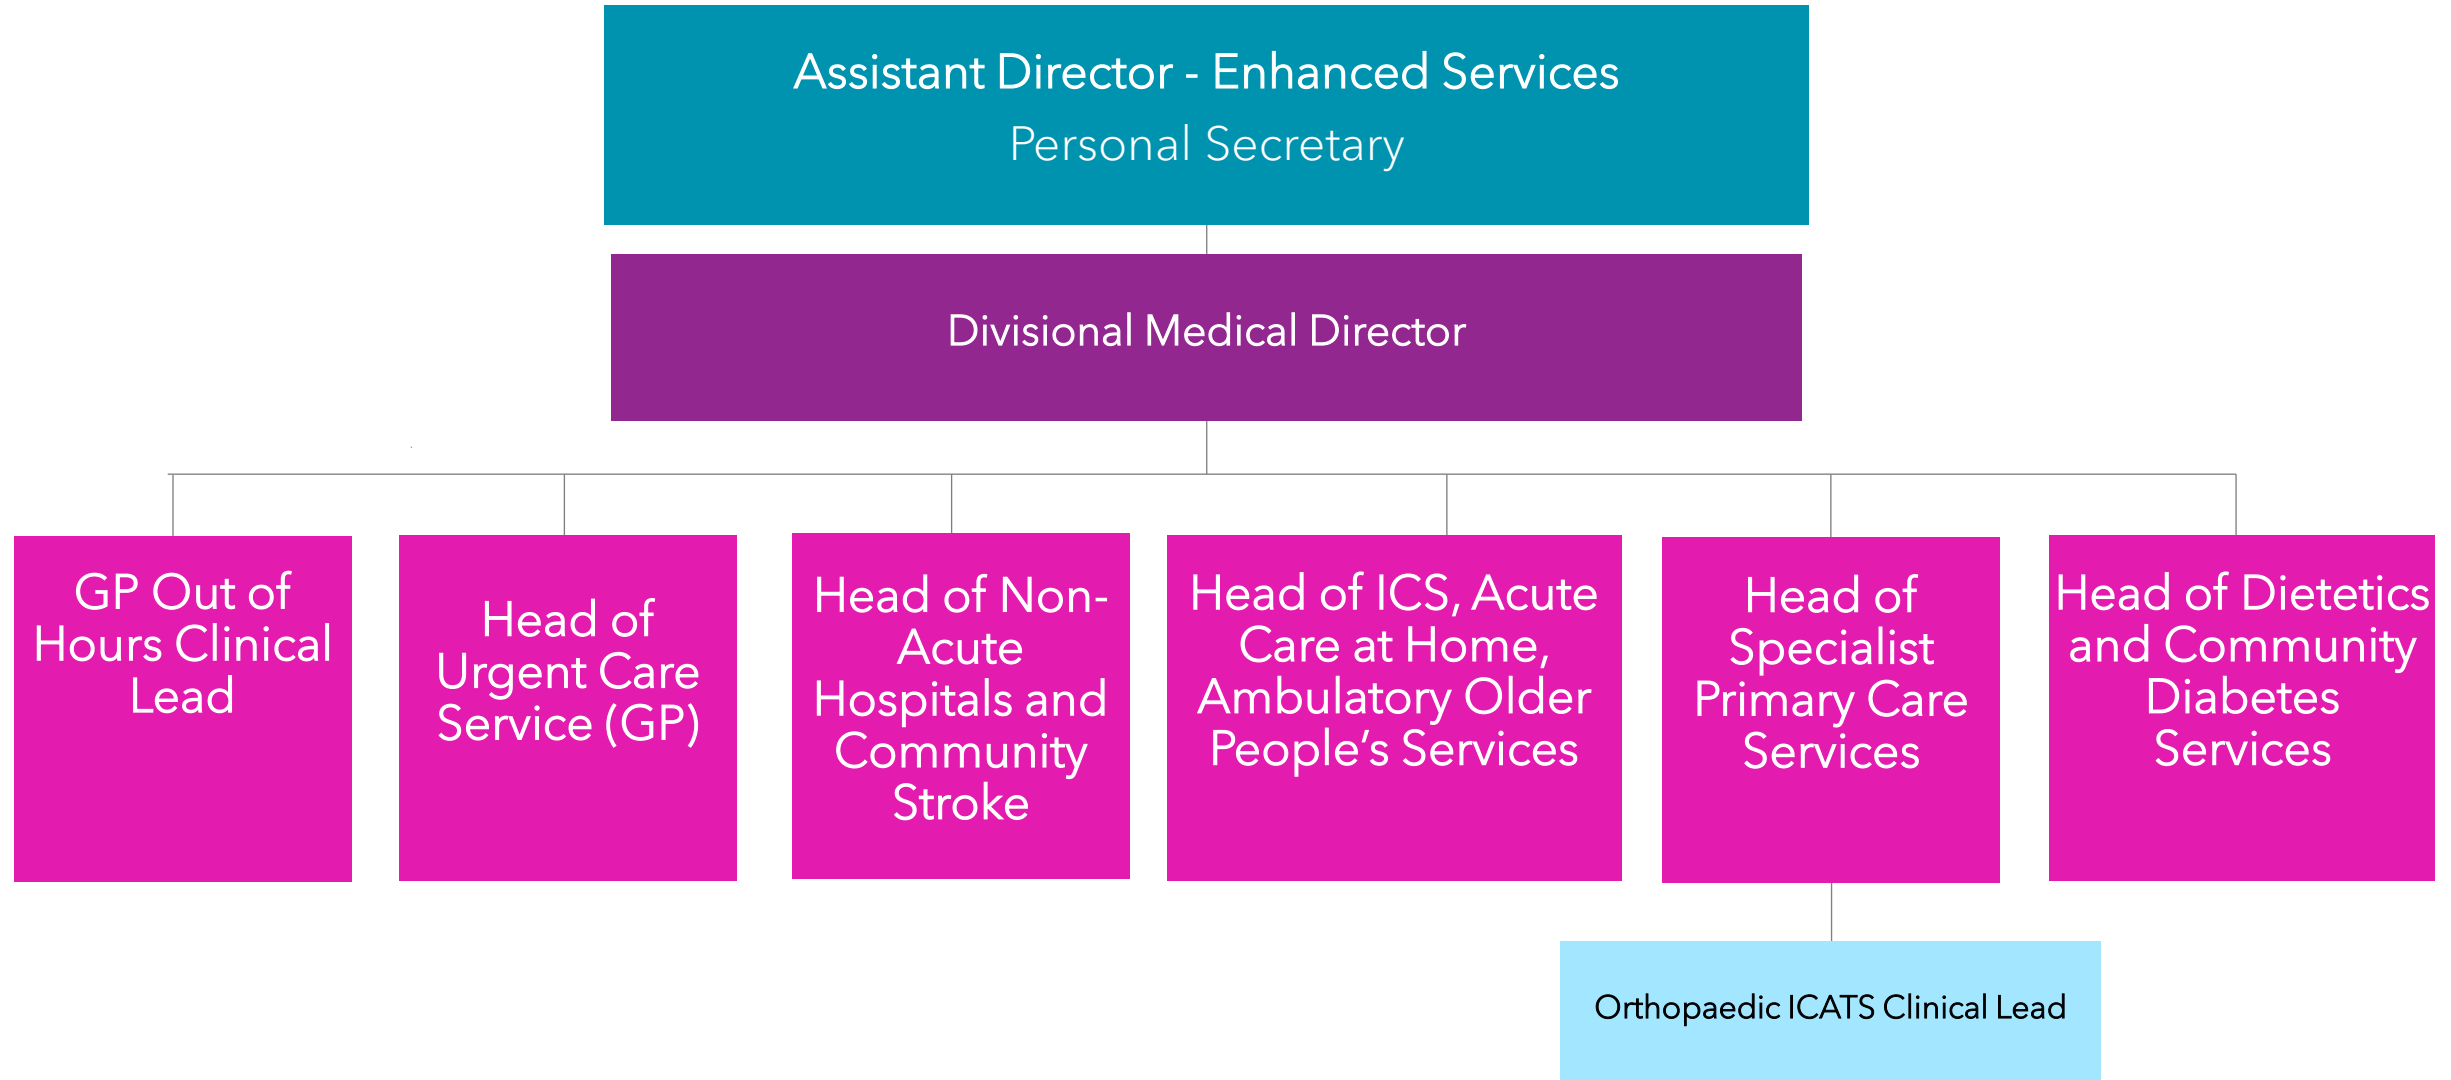 Assistant Director - Enhanced Services
Personal Secretary
Divisional Medical Director
GP Out of
Hours Clinical
Lead
Head of
Urgent Care
Service (GP)
Head of Non-
Acute
Hospitals and
Community
Stroke
Head of ICS, Acute
Care at Home,
Ambulatory Older
People’s Services
Head of
Specialist
Primary Care
Services
Head of Dietetics
and Community
Diabetes
Services
Orthopaedic ICATS Clinical Lead